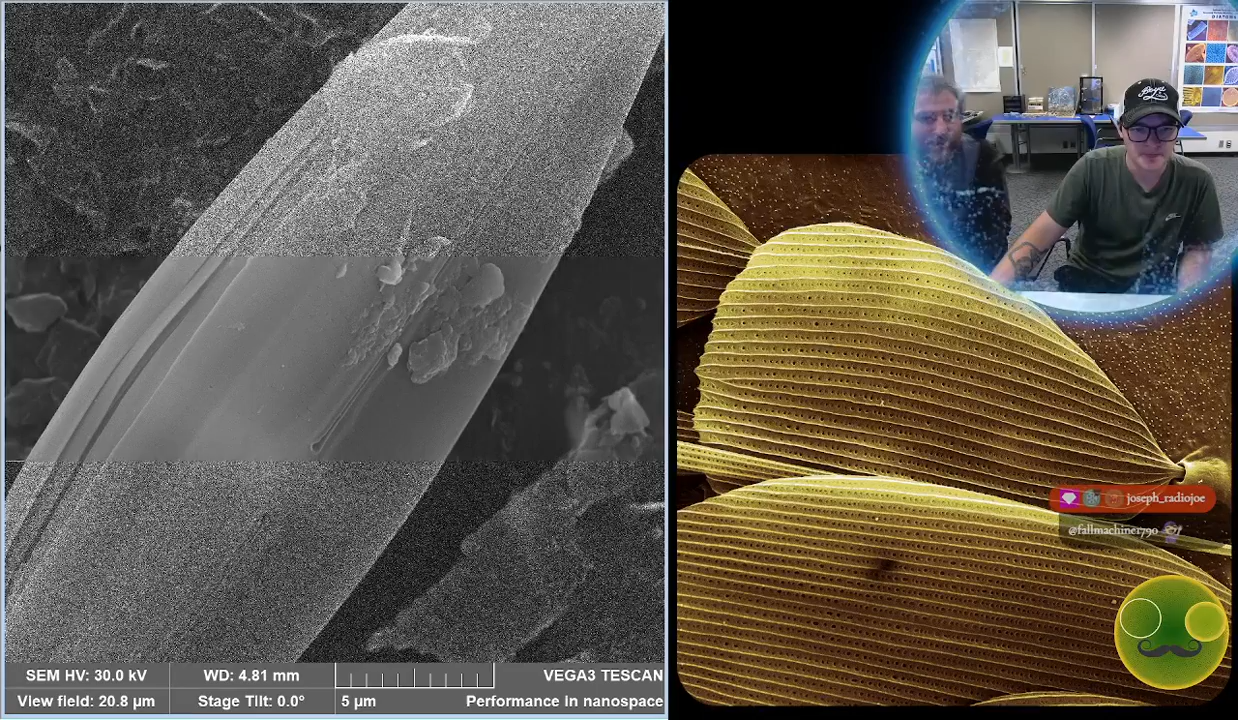 SEM HV: 30.0 kV
WD: 4.81 mm
VEGA3 TESCAN
View field: 20.8 µm
Stage Tilt: 0.0°
5 µm
Performance in nanospace
joseph_radiojoe
@fallmachine1790
DIATOMS